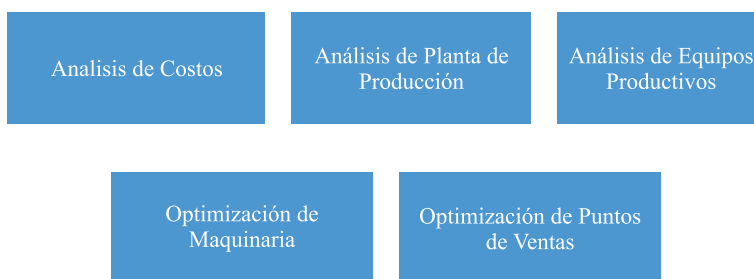 Analisis de Costos
Análisis de Planta de
Producción
Análisis de Equipos
Productivos
Optimización de
Maquinaria
Optimización de Puntos
de Ventas